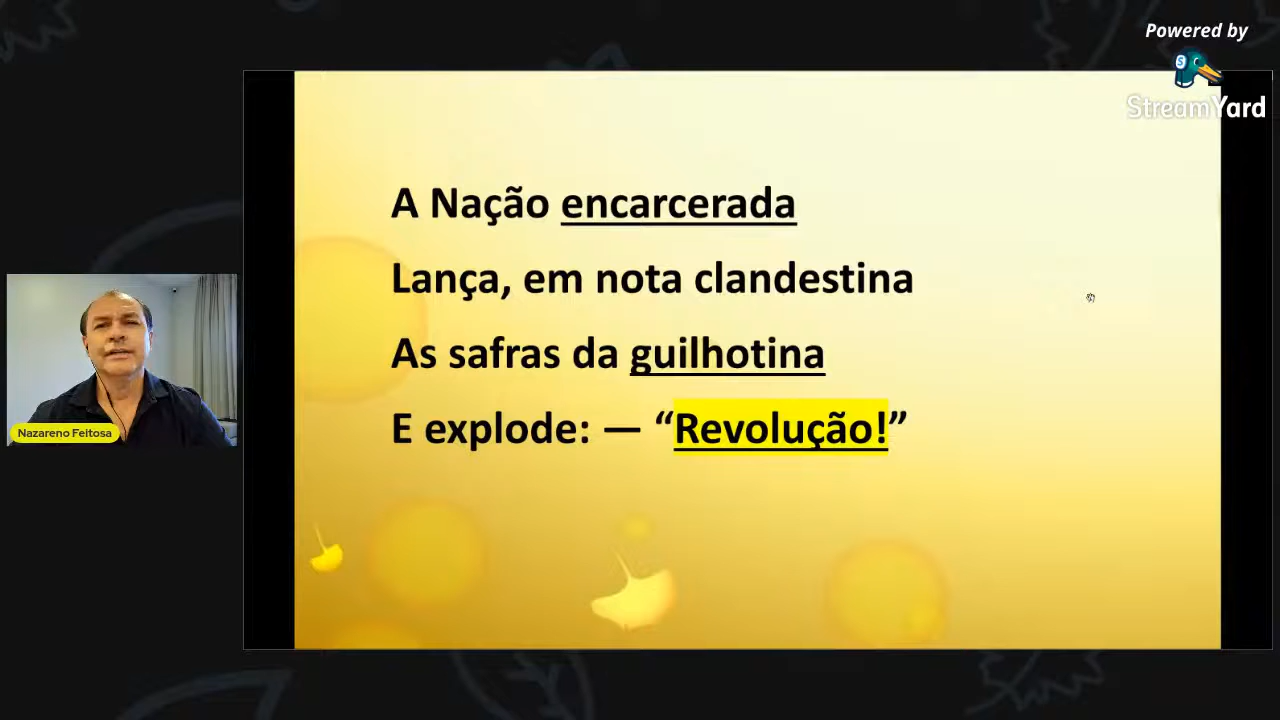 Powered by
StreamYard
A Nação encarcerada
Lança, em nota clandestina
As safras da guilhotina
E explode: — “Revolução!”
Nazareno Feitosa